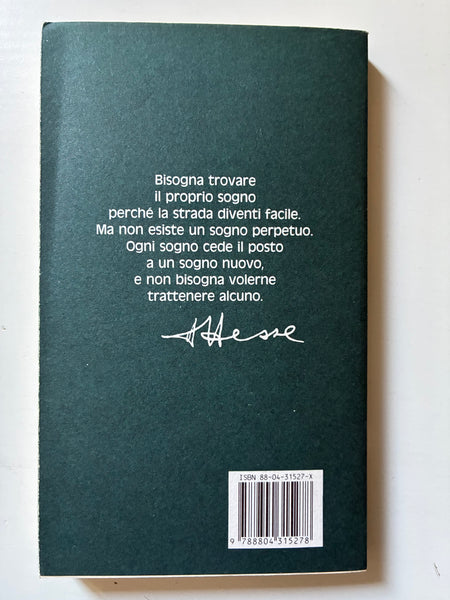 Bisogna trovare
il proprio sogno
perché la strada diventi facile.
Ma non esiste un sogno perpetuo.
Ogni sogno cede il posto
a un sogno nuovo,
e non bisogna volerne
trattenere alcuno.
HHesse
ISBN 88-04-31527-X
9 788804 315278